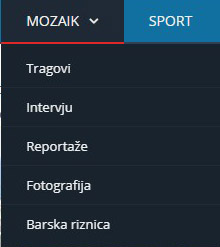 MOZAIK SPORT
Tragovi
Intervju
Reportaže
Fotografija
Barska riznica